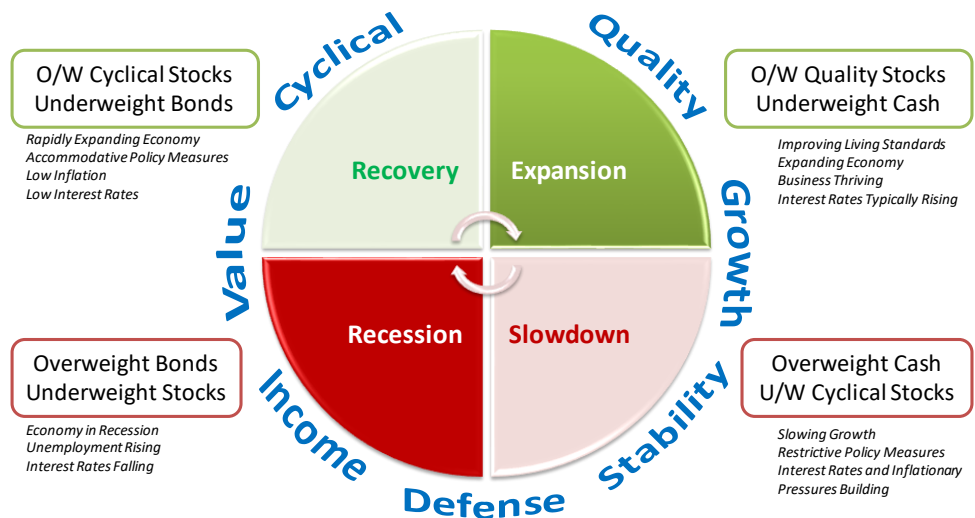 Cyclical
Quality
O/W Cyclical Stocks
Underweight Bonds
Rapidly Expanding Economy
Accommodative Policy Measures
Low Inflation
Low Interest Rates
O/W Quality Stocks
Underweight Cash
Improving Living Standards
Expanding Economy
Business Thriving
Interest Rates Typically Rising
Recovery
Expansion
Value
Growth
Recession
Slowdown
Overweight Bonds
Underweight Stocks
Economy in Recession
Unemployment Rising
Interest Rates Falling
Overweight Cash
U/W Cyclical Stocks
Slowing Growth
Restrictive Policy Measures
Interest Rates and Inflationary
Pressures Building
Income
Defense
Stability